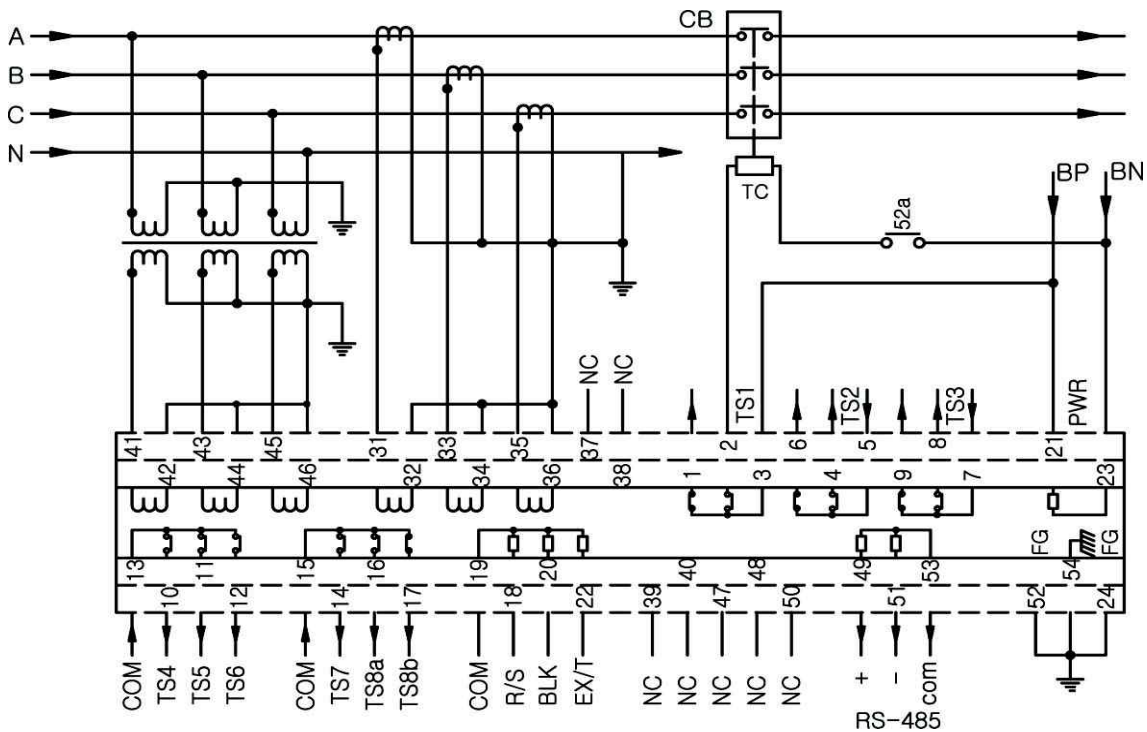 CB
A
B
C
N
TC
52a
BP
BN
NC
NC
TS1
TS2
TS3
PWR
41
43
45
31
33
35
37
2
6
5
8
21
42
44
46
32
34
36
38
1
3
4
9
7
23
FG
FG
13
11
15
16
19
20
40
48
49
53
54
10
12
14
17
18
22
39
47
50
51
52
24
COM
TS4
TS5
TS6
COM
TS7
TS8a
TS8b
COM
R/S
BLK
EX/T
NC
NC
NC
NC
NC
+
-
com
RS-485